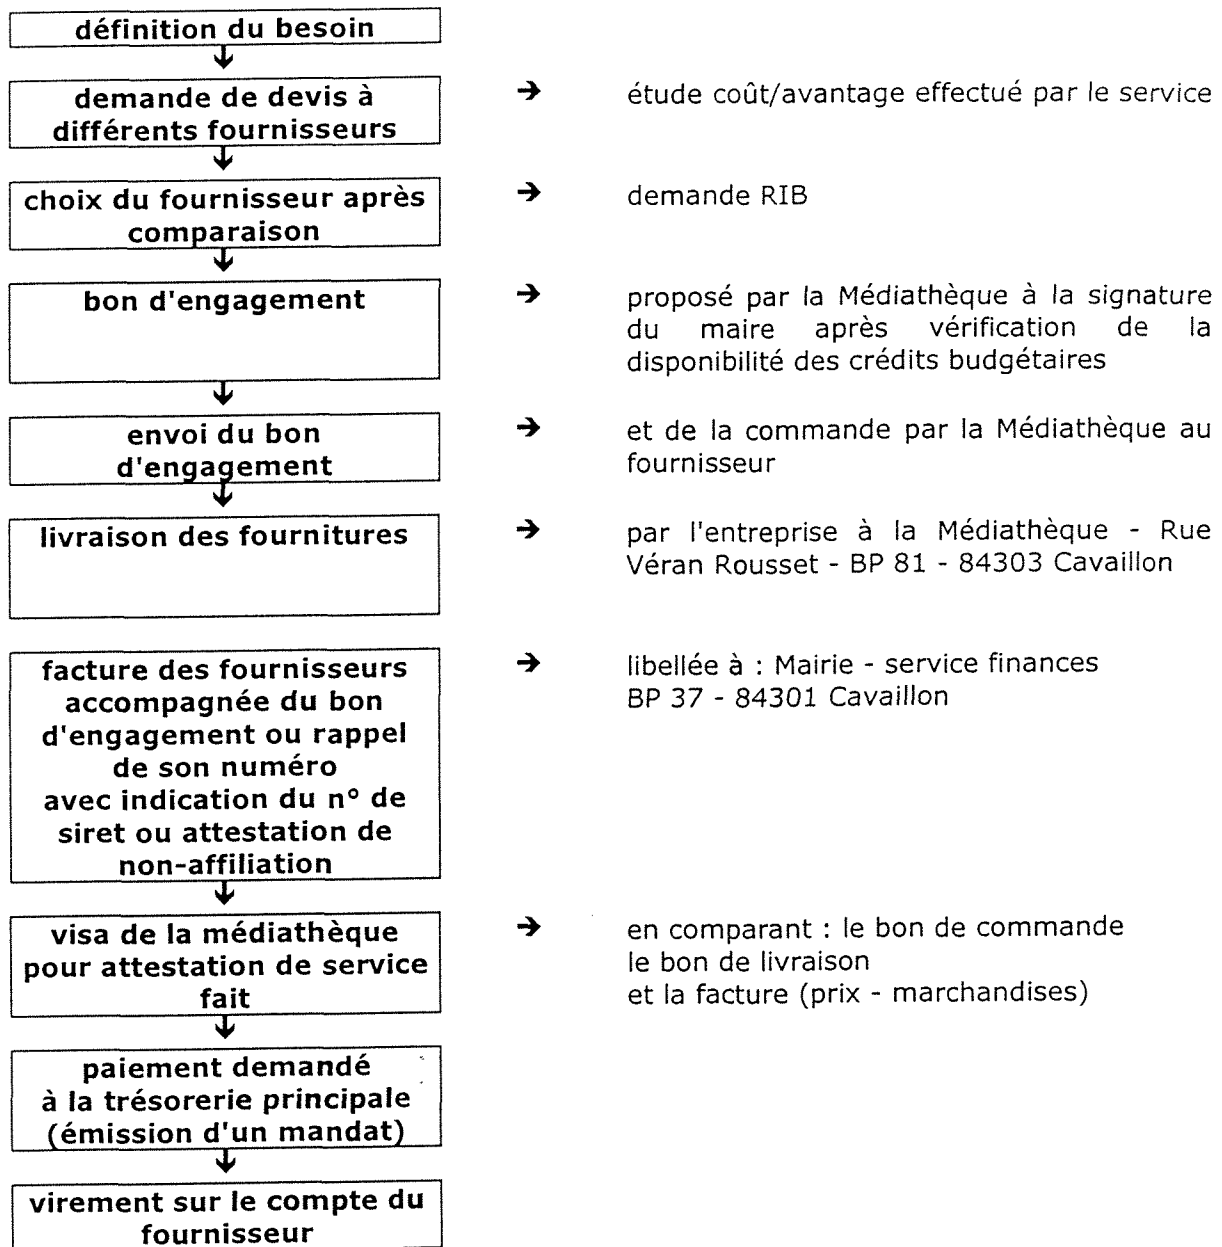 définition du besoin
↓
demande de devis à
différents fournisseurs
→ étude coût/avantage effectué par le service
↓
choix du fournisseur après
comparaison
→ demande RIB
↓
bon d'engagement
→ proposé par la Médiathèque à la signature
du maire après vérification de la
disponibilité des crédits budgétaires
↓
envoi du bon
d'engagement
→ et de la commande par la Médiathèque au
fournisseur
↓
livraison des fournitures
→ par l'entreprise à la Médiathèque - Rue
Véran Rousset - BP 81 - 84303 Cavaillon
facture des fournisseurs
accompagnée du bon
d'engagement ou rappel
de son numéro
avec indication du n° de
siret ou attestation de
non-affiliation
→ libellée à : Mairie - service finances
BP 37 - 84301 Cavaillon
↓
visa de la médiathèque
pour attestation de service
fait
→ en comparant : le bon de commande
le bon de livraison
et la facture (prix - marchandises)
↓
paiement demandé
à la trésorerie principale
(émission d'un mandat)
↓
virement sur le compte du
fournisseur